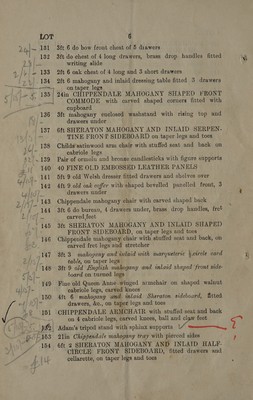 LOT 6
131 3ft 6 do bow front chest of 5 drawers
132 3ft do chest of 4 long drawers, brass drop handles fitted
writing slide
133 2ft 6 oak chest of 4 long and 3 short drawers
134 2ft 6 mahogany and inlaid dressing table fitted 5 drawers
on taper legs
135 24in CHIPPENDALE MAHOGANY SHAPED FRONT
COMMODE with carved shaped corners fitted with
cupboard
136 3ft mahogany enclosed washstand with rising top and
drawers under
137 6ft SHERATON MAHOGANY AND INLAID SERPEN-
TINE FRONT SIDEBOARD on taper legs and toes
138 Childs satinwood arm chair with stuffed seat and back on
cabriole legs
139 Pair of ormolu and bronze candlesticks with figure supports
140 40 FINE OLD EMBOSSED LEATHER PANELS
141 5ft 9 old Welsh dresser fitted drawers and shelves over
142 4ft 9 old oak coffer with shaped bevelled panelled front, 3
drawers under
143 Chippendale mahogany chair with carved shaped back
144 3ft 6 do bureau, 4 drawers under, brass drop handles,
carved feet
145 5ft SHERATON MAHOGANY AND INLAID SHAPED
FRONT SIDEBOARD, on taper legs and toes
146 Chippendale mahogany chair with stuffed seat and back, on
carved fret legs and stretcher
147 3ft 3 mahogany and inlaid with marqueterie circle card
table, on taper legs
148 3ft 9 old English mahogany and inlaid shaped front side-
board on turned legs
149 Fine old Queen Anne winged armchair on shaped walnut
cabriole legs, carved knees
150 4ft 6 mahogany and inlaid Sheraton sideboard, fitted
drawers, &c., on taper legs and toes
151 CHIPPENDALE ARMCHAIR with stuffed seat and back
on 4 cabriole legs, carved knees, ball and claw feet
152 Adam's tripod stand with sphinx supports
153 21in Chippendale mahogany tray with pierced sides
154 4ft 2 SHERATON MAHOGANY AND INLAID HALF-
CIRCLE FRONT SIDEBOARD, fitted drawers and
cellarette, on taper legs and toes